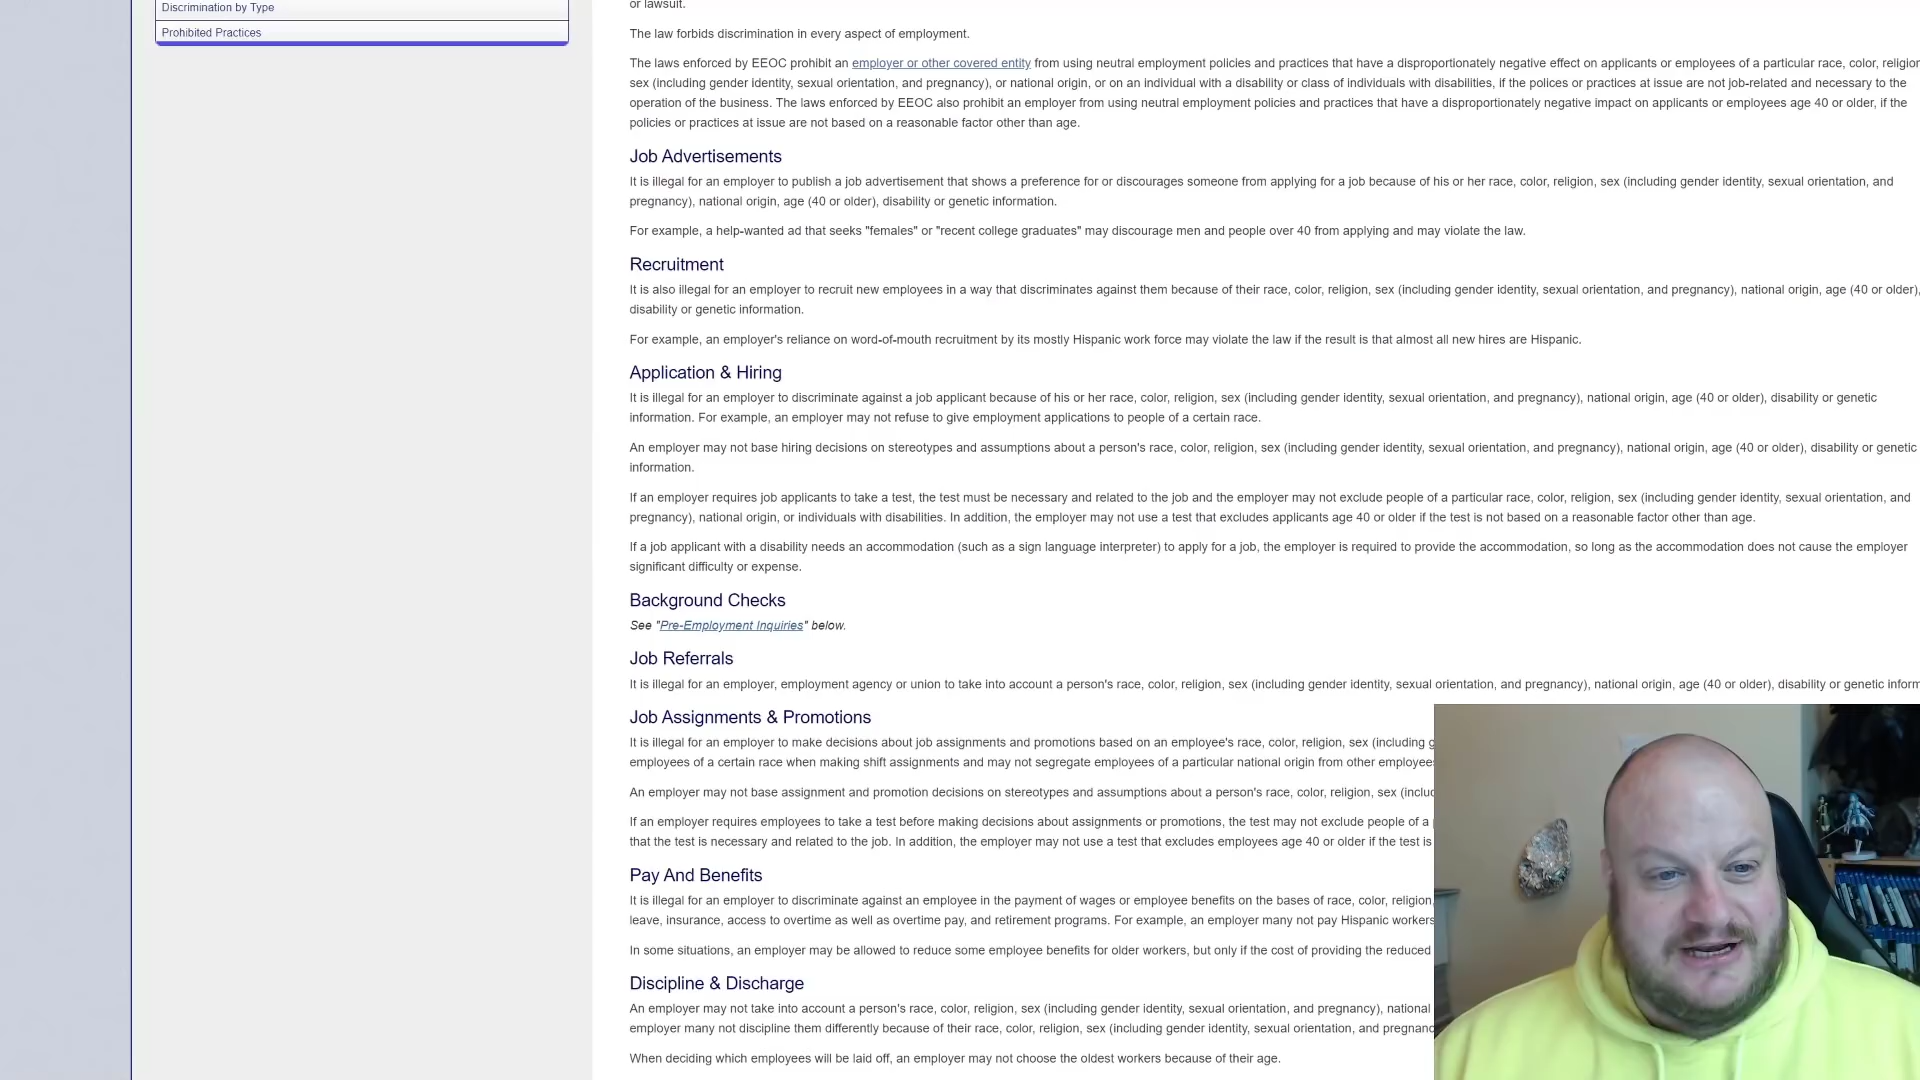 Discrimination by Type
Prohibited Practices
or lawsuit.
The law forbids discrimination in every aspect of employment.
The laws enforced by EEOC prohibit an employer or other covered entity from using neutral employment policies and practices that have a disproportionately negative effect on applicants or employees of a particular race, color,
sex (including gender identity, sexual orientation, and pregnancy), or national origin, or on an individual with a disability or class of individuals with disabilities, if the polices or practices at issue are not job-related and necessary to the
operation of the business. The laws enforced by EEOC also prohibit an employer from using neutral employment policies and practices that have a disproportionately negative impact on applicants or employees age 40 or older, if the
policies or practices at issue are not based on a reasonable factor other than age.
Job Advertisements
It is illegal for an employer to publish a job advertisement that shows a preference for or discourages someone from applying for a job because of his or her race, color, religion, sex (including gender identity, sexual orientation, and
pregnancy), national origin, age (40 or older), disability or genetic information.
For example, a help-wanted ad that seeks "females" or "recent college graduates" may discourage men and people over 40 from applying and may violate the law.
Recruitment
It is also illegal for an employer to recruit new employees in a way that discriminates against them because of their race, color, religion, sex (including gender identity, sexual orientation, and pregnancy), national origin, age (40 or older),
disability or genetic information.
For example, an employer's reliance on word-of-mouth recruitment by its mostly Hispanic work force may violate the law if the result is that almost all new hires are Hispanic.
Application & Hiring
It is illegal for an employer to discriminate against a job applicant because of his or her race, color, religion, sex (including gender identity, sexual orientation, and pregnancy), national origin, age (40 or older), disability or genetic
information. For example, an employer may not refuse to give employment applications to people of a certain race.
An employer may not base hiring decisions on stereotypes and assumptions about a person's race, color, religion, sex (including gender identity, sexual orientation, and pregnancy), national origin, age (40 or older), disability or genetic
information.
If an employer requires job applicants to take a test, the test must be necessary and related to the job and the employer may not exclude people of a particular race, color, religion, sex (including gender identity, sexual orientation, and
pregnancy), national origin, or individuals with disabilities. In addition, the employer may not use a test that excludes applicants age 40 or older if the test is not based on a reasonable factor other than age.
If a job applicant with a disability needs an accommodation (such as a sign language interpreter) to apply for a job, the employer is required to provide the accommodation, so long as the accommodation does not cause the employer
significant difficulty or expense.
Background Checks
See "Pre-Employment Inquiries" below.
Job Referrals
It is illegal for an employer, employment agency or union to take into account a person's race, color, religion, sex (including gender identity, sexual orientation, and pregnancy), national origin, age (40 or older), disability or genetic inform
Job Assignments & Promotions
It is illegal for an employer to make decisions about job assignments and promotions based on an employee's race, color, religion, sex (including g
employees of a certain race when making shift assignments and may not segregate employees of a particular national origin from other employees
An employer may not base assignment and promotion decisions on stereotypes and assumptions about a person's race, color, religion, sex (includ
If an employer requires employees to take a test before making decisions about assignments or promotions, the test may not exclude people of a
that the test is necessary and related to the job. In addition, the employer may not use a test that excludes employees age 40 or older if the test is
Pay And Benefits
It is illegal for an employer to discriminate against an employee in the payment of wages or employee benefits on the bases of race, color, religion,
leave, insurance, access to overtime as well as overtime pay, and retirement programs. For example, an employer many not pay Hispanic workers
In some situations, an employer may be allowed to reduce some employee benefits for older workers, but only if the cost of providing the reduced
Discipline & Discharge
An employer may not take into account a person's race, color, religion, sex (including gender identity, sexual orientation, and pregnancy), national
employer many not discipline them differently because of their race, color, religion, sex (including gender identity, sexual orientation, and pregnanc
When deciding which employees will be laid off, an employer may not choose the oldest workers because of their age.